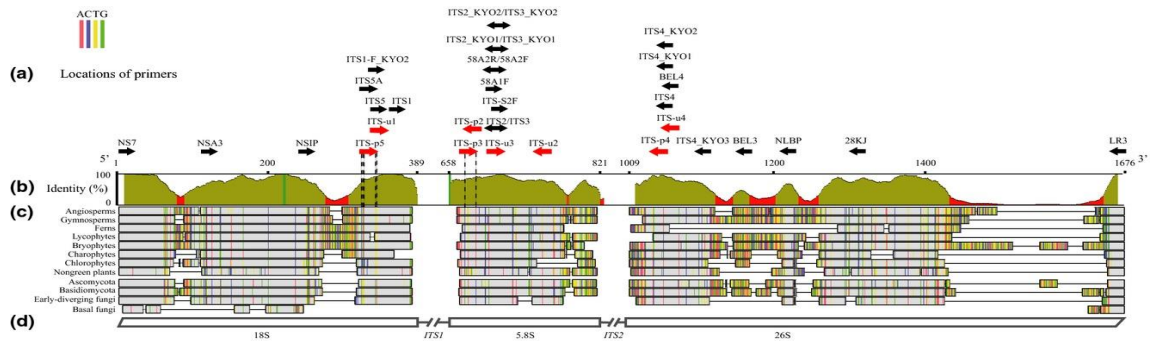 ACTG
(a)
Locations of primers
ITS2_KYO2/ITS3_KYO2
ITS2_KYO1/ITS3_KYO1
ITS4_KYO2
ITS1-F_KYO2
58A2R/58A2F
ITS4_KYO1
ITS5A
58A1F
BEL4
ITS5 ITS1
ITS-S2F
ITS4
ITS-u1
ITS-p2 ITS2/ITS3
ITS-u4
NS7 NSA3 NSIP ITS-p5 ITS-p3 ITS-u3 ITS-u2 ITS-p4 ITS4_KYO3 BEL3 NLBP 28KJ LR3
5' 1 200 389 658 821 1009 1200 1400 1676 3'
(b) Identity (%) 100 0
(c)
Angiosperms
Gymnosperms
Ferns
Lycophytes
Bryophytes
Charophytes
Chlorophytes
Nongreen plants
Ascomycota
Basidiomycota
Early-diverging fungi
Basal fungi
(d)
18S ITS1 5.8S ITS2 26S